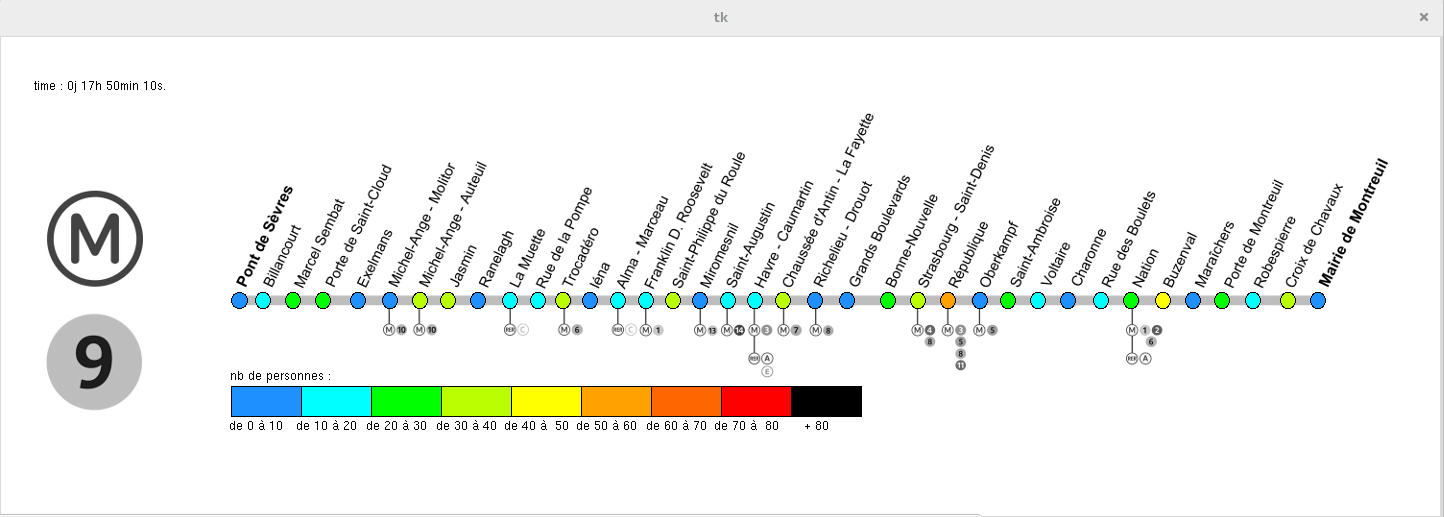 tk
×
time : 0j 17h 50min 10s.
M
9
Pont de Sèvres
Billancourt
Marcel Sembat
Porte de Saint-Cloud
Exelmans
Michel-Ange - Molitor
Michel-Ange - Auteuil
Jasmin
Ranelagh
La Muette
Rue de la Pompe
Trocadéro
Iéna
Alma - Marceau
Franklin D. Roosevelt
Saint-Philippe du Roule
Miromesnil
Saint-Augustin
Havre - Caumartin
Chaussée d'Antin - La Fayette
Richelieu - Drouot
Grands Boulevards
Bonne-Nouvelle
Strasbourg - Saint-Denis
République
Oberkampf
Saint-Ambroise
Voltaire
Charonne
Rue des Boulets
Nation
Buzenval
Maraîchers
Porte de Montreuil
Robespierre
Croix de Chavaux
Mairie de Montreuil
M 10
M 10
RER C
M 6
RER C
M 1
M 13
M 14
M 3
RER A
E
M 7
M 8
M 4
8
M 3
5
8
11
M 5
M 1 2
6
RER A
nb de personnes :
de 0 à 10 de 10 à 20 de 20 à 30 de 30 à 40 de 40 à 50 de 50 à 60 de 60 à 70 de 70 à 80 + 80